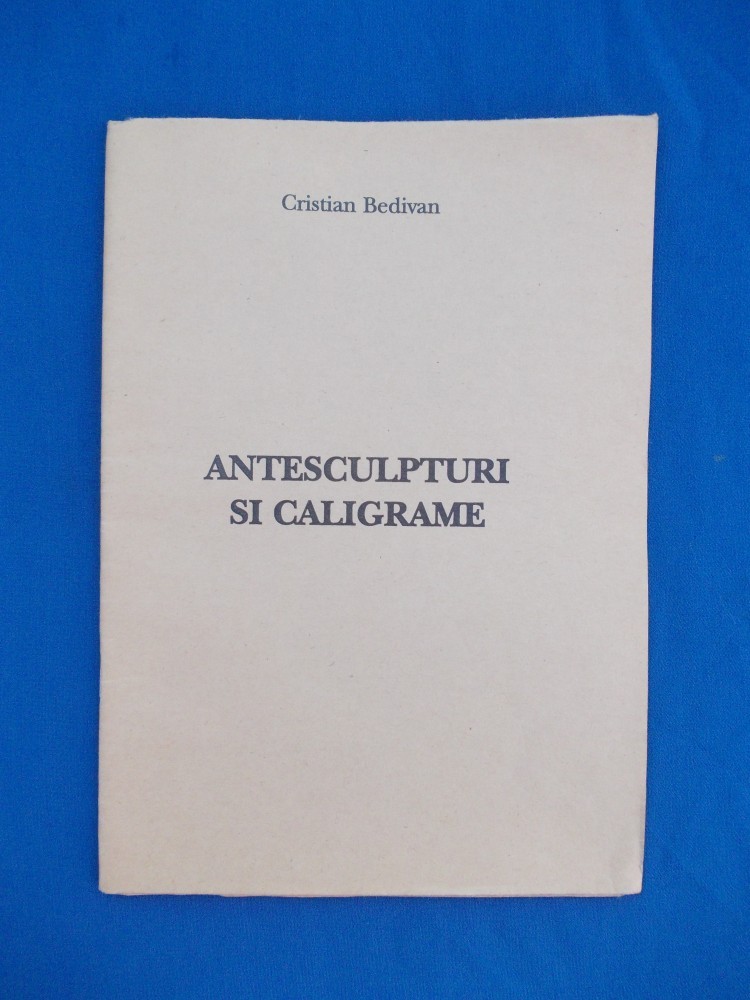 Cristian Bedivan
ANTESCULPTURI
SI CALIGRAME